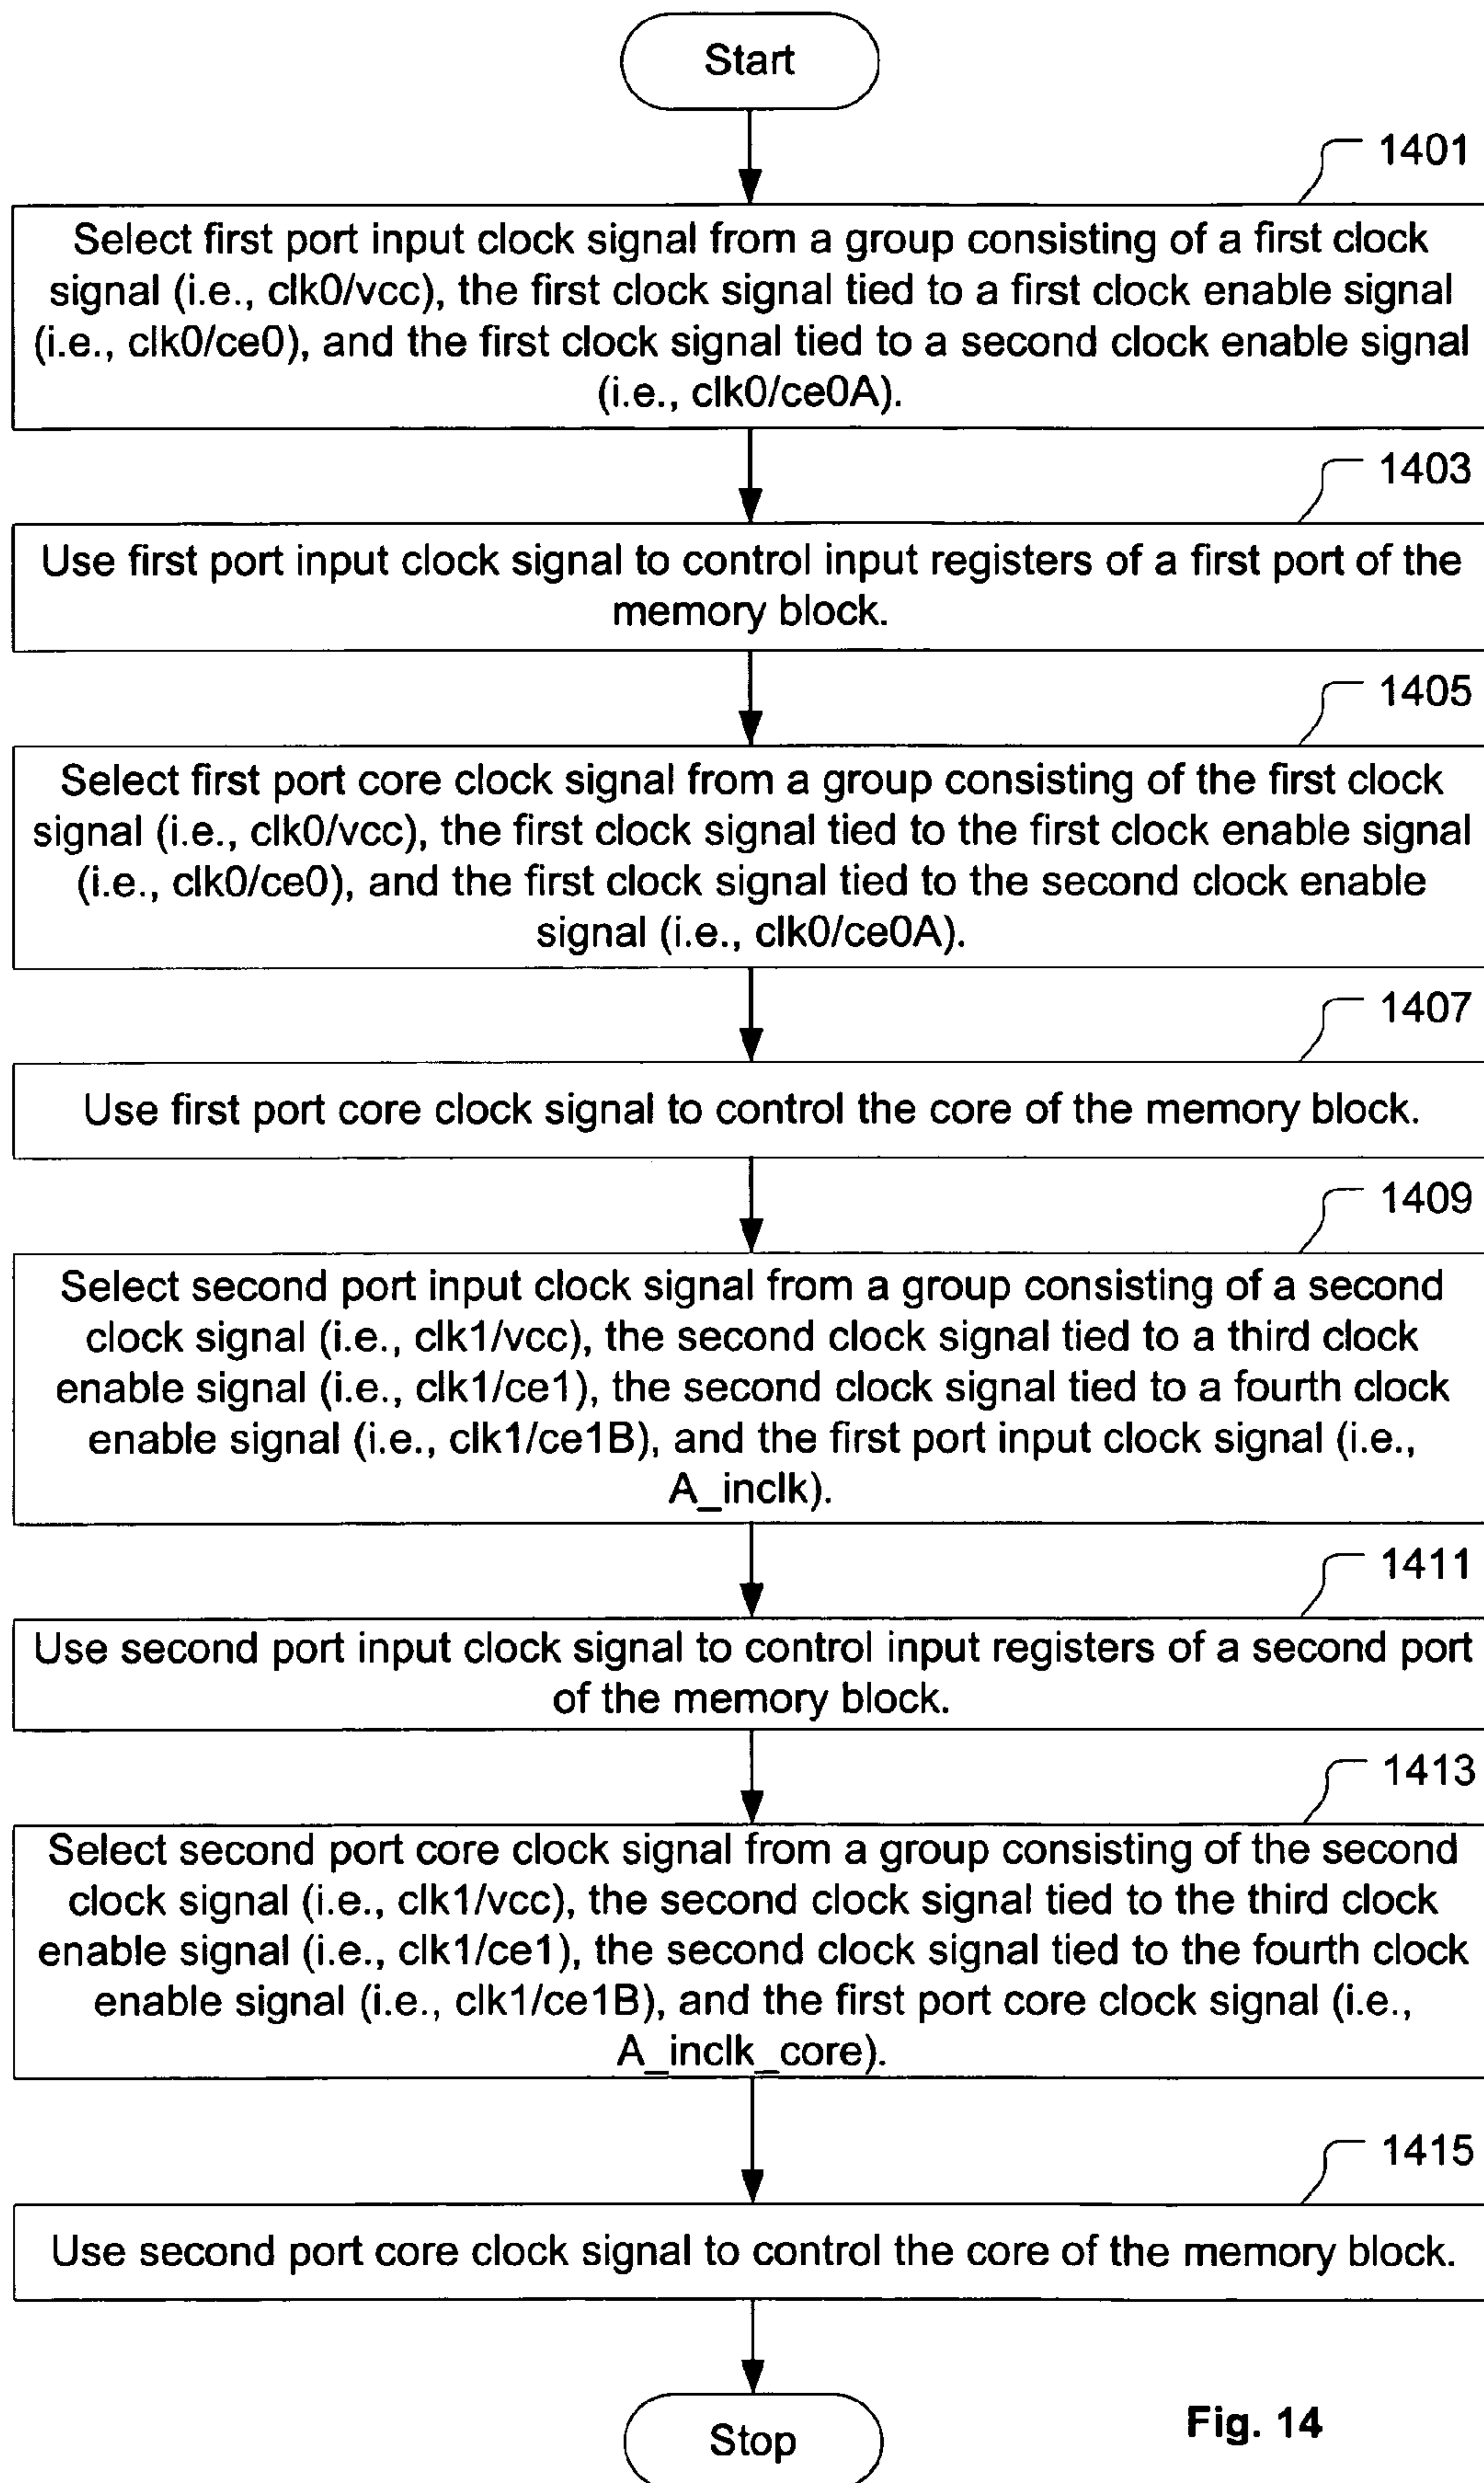 Start
1401
Select first port input clock signal from a group consisting of a first clock
signal (i.e., clk0/vcc), the first clock signal tied to a first clock enable signal
(i.e., clk0/ce0), and the first clock signal tied to a second clock enable signal
(i.e., clk0/ce0A).
1403
Use first port input clock signal to control input registers of a first port of the
memory block.
1405
Select first port core clock signal from a group consisting of the first clock
signal (i.e., clk0/vcc), the first clock signal tied to the first clock enable signal
(i.e., clk0/ce0), and the first clock signal tied to the second clock enable
signal (i.e., clk0/ce0A).
1407
Use first port core clock signal to control the core of the memory block.
1409
Select second port input clock signal from a group consisting of a second
clock signal (i.e., clk1/vcc), the second clock signal tied to a third clock
enable signal (i.e., clk1/ce1), the second clock signal tied to a fourth clock
enable signal (i.e., clk1/ce1B), and the first port input clock signal (i.e.,
A_inclk).
1411
Use second port input clock signal to control input registers of a second port
of the memory block.
1413
Select second port core clock signal from a group consisting of the second
clock signal (i.e., clk1/vcc), the second clock signal tied to the third clock
enable signal (i.e., clk1/ce1), the second clock signal tied to the fourth clock
enable signal (i.e., clk1/ce1B), and the first port core clock signal (i.e.,
A_inclk_core).
1415
Use second port core clock signal to control the core of the memory block.
Stop
Fig. 14